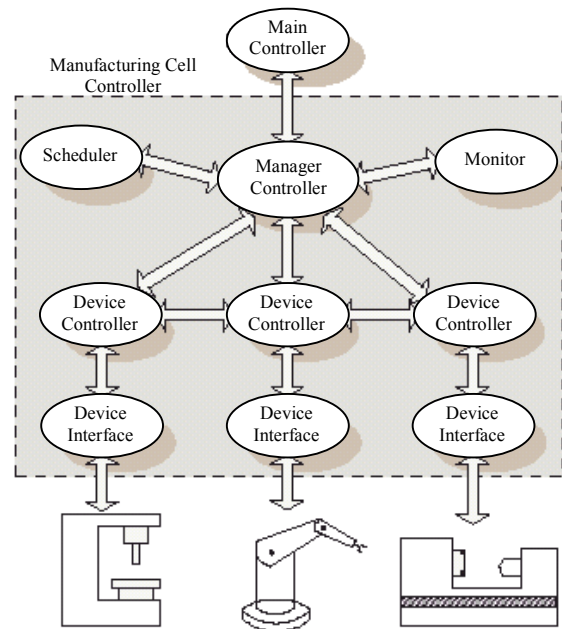 Main
Controller
Manufacturing Cell
Controller
Scheduler
Manager
Controller
Monitor
Device
Controller
Device
Controller
Device
Controller
Device
Interface
Device
Interface
Device
Interface